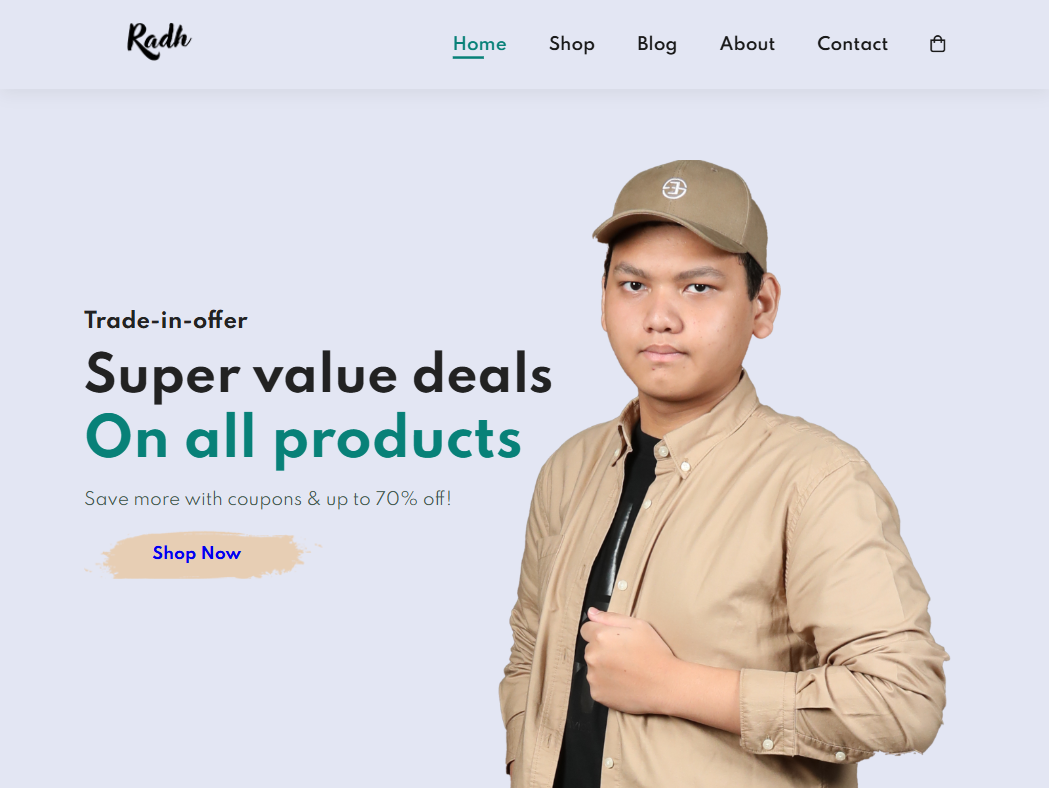 Radh
Home Shop Blog About Contact
Trade-in-offer
Super value deals
On all products
Save more with coupons & up to 70% off!
Shop Now